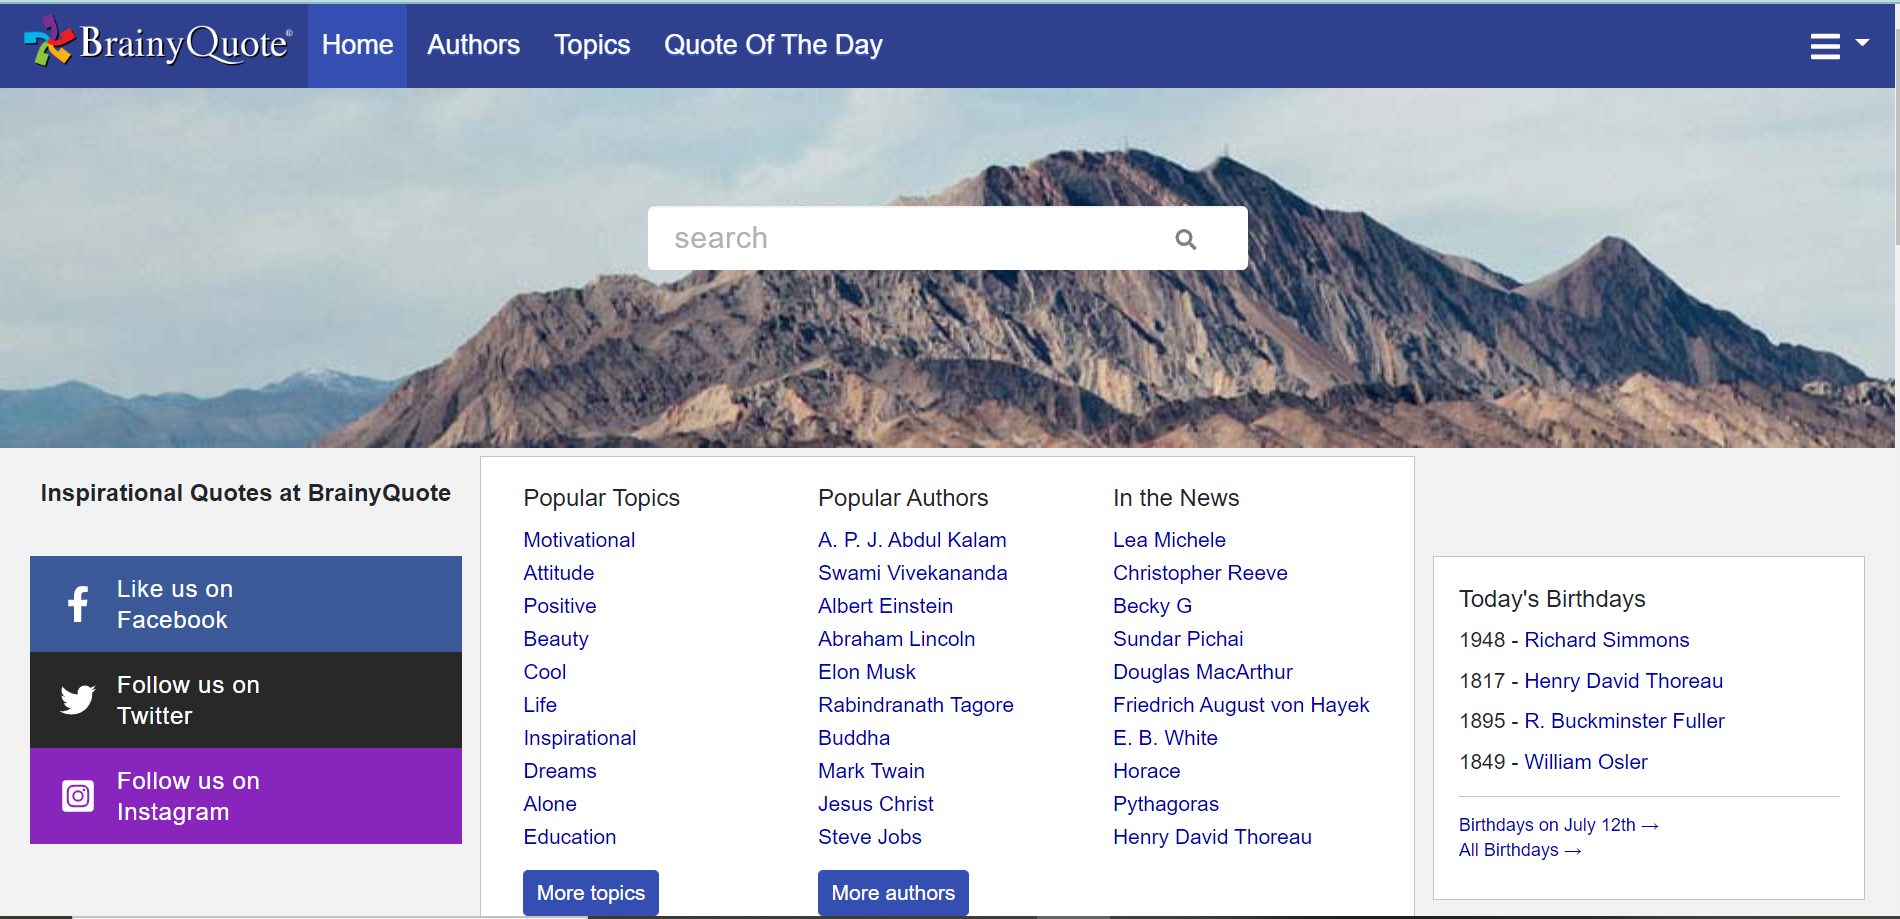 BrainyQuote®
Home
Authors
Topics
Quote Of The Day
search
Inspirational Quotes at BrainyQuote
Like us on
Facebook
Follow us on
Twitter
Follow us on
Instagram
Popular Topics
Motivational
Attitude
Positive
Beauty
Cool
Life
Inspirational
Dreams
Alone
Education
More topics
Popular Authors
A. P. J. Abdul Kalam
Swami Vivekananda
Albert Einstein
Abraham Lincoln
Elon Musk
Rabindranath Tagore
Buddha
Mark Twain
Jesus Christ
Steve Jobs
More authors
In the News
Lea Michele
Christopher Reeve
Becky G
Sundar Pichai
Douglas MacArthur
Friedrich August von Hayek
E. B. White
Horace
Pythagoras
Henry David Thoreau
Today's Birthdays
1948 - Richard Simmons
1817 - Henry David Thoreau
1895 - R. Buckminster Fuller
1849 - William Osler
Birthdays on July 12th →
All Birthdays →